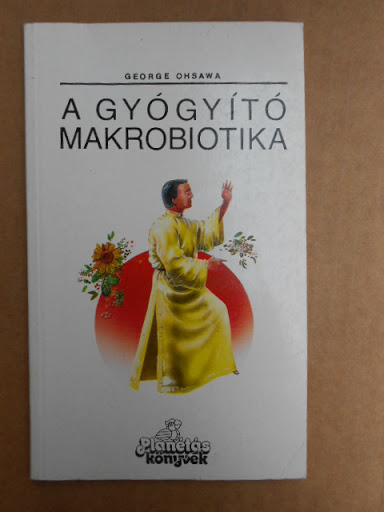 GEORGE OHSAWA
A GYÓGYÍTÓ
MAKROBIOTIKA
Planétás
könyvek